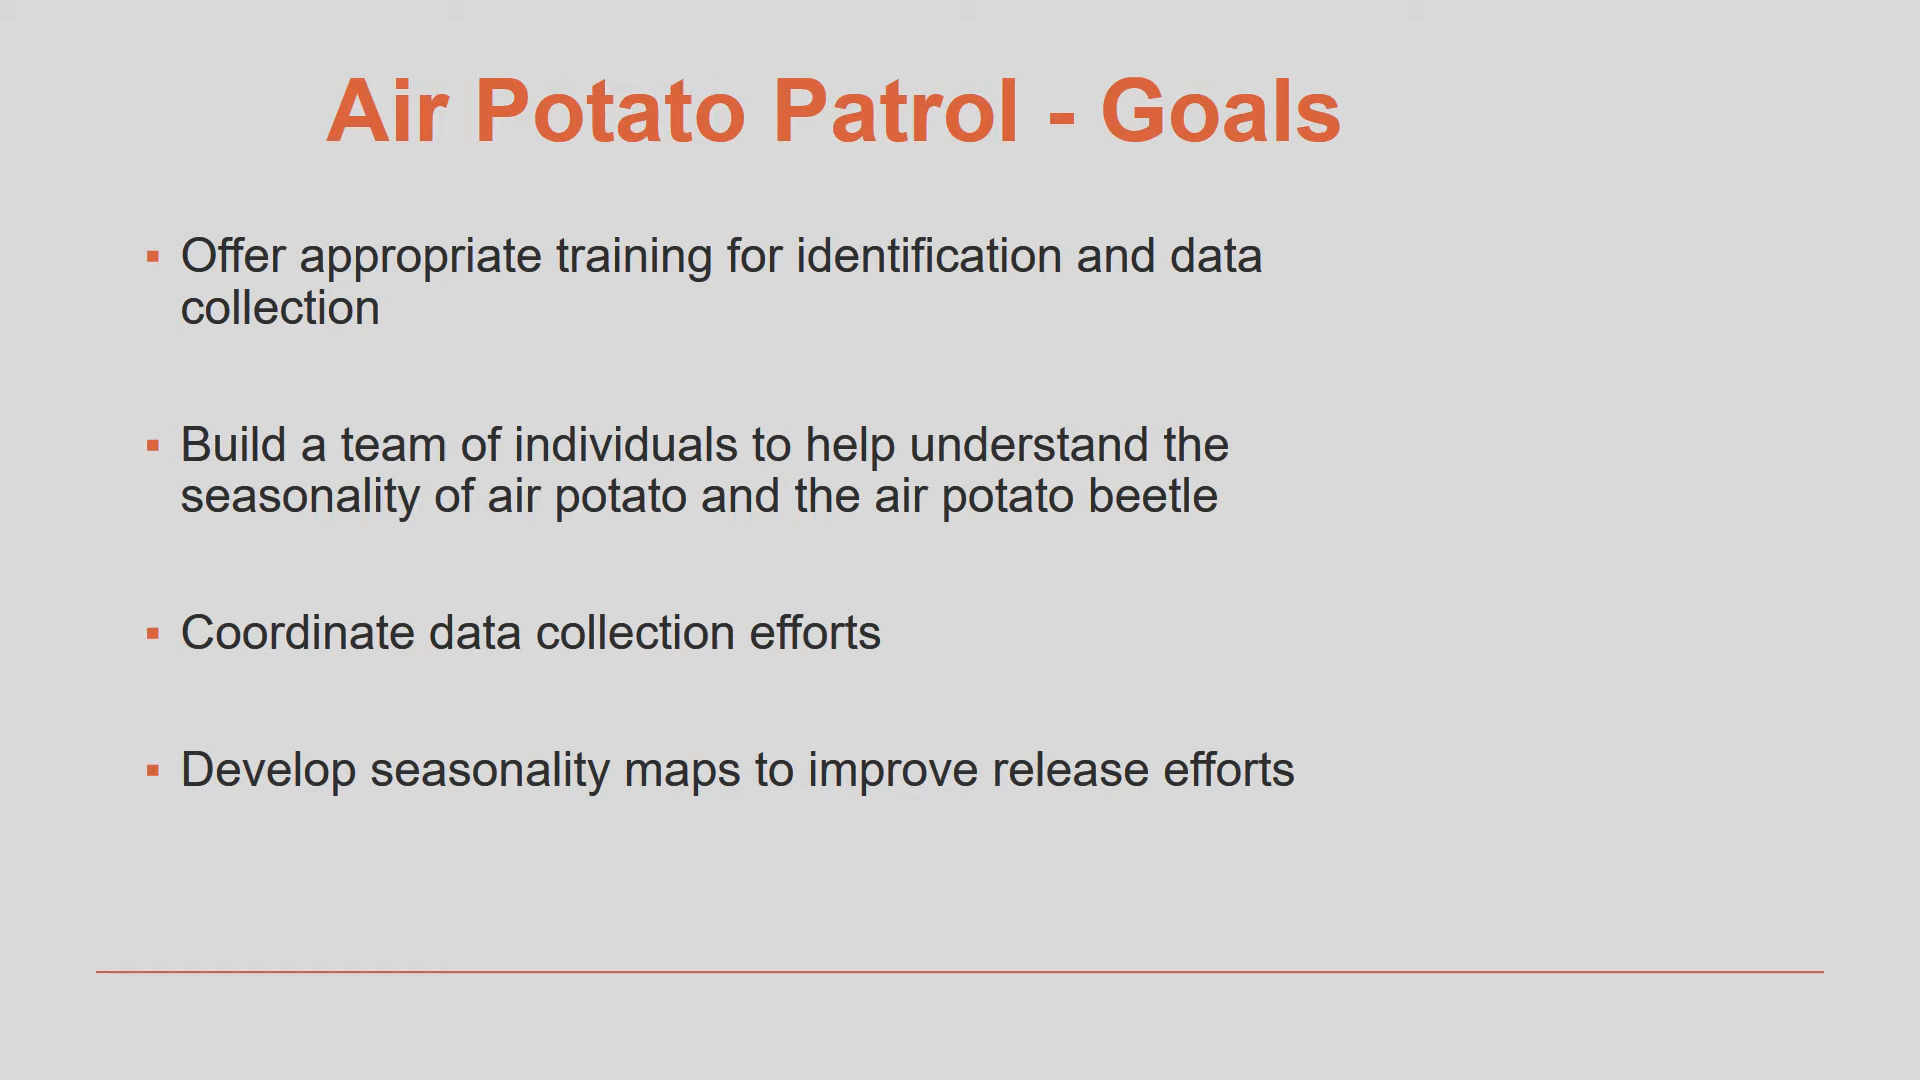 Air Potato Patrol - Goals
▪ Offer appropriate training for identification and data
collection
▪ Build a team of individuals to help understand the
seasonality of air potato and the air potato beetle
▪ Coordinate data collection efforts
▪ Develop seasonality maps to improve release efforts